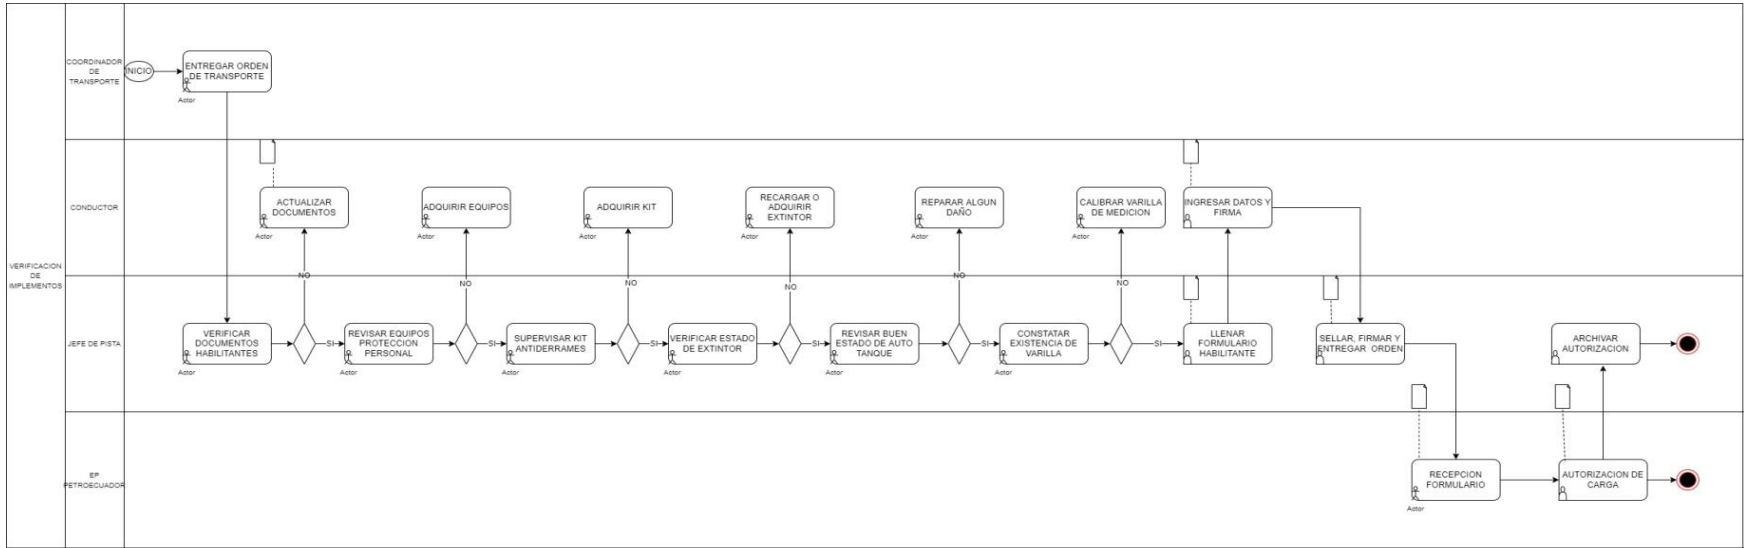 VERIFICACION
DE
IMPLEMENTOS
COORDINADOR
DE
TRANSPORTE
INICIO
ENTREGAR ORDEN
DE TRANSPORTE
Actor
CONDUCTOR
ACTUALIZAR
DOCUMENTOS
Actor
ADQUIRIR EQUIPOS
Actor
ADQUIRIR KIT
Actor
RECARGAR O
ADQUIRIR
EXTINTOR
Actor
REPARAR ALGUN
DAÑO
Actor
CALIBRAR VARILLA
DE MEDICION
Actor
INGRESAR DATOS Y
FIRMA
NO
NO
NO
NO
NO
NO
JEFE DE PISTA
VERIFICAR
DOCUMENTOS
HABILITANTES
Actor
SI
REVISAR EQUIPOS
PROTECCION
PERSONAL
Actor
SI
SUPERVISAR KIT
ANTIDERRAMES
Actor
SI
VERIFICAR ESTADO
DE EXTINTOR
Actor
SI
REVISAR BUEN
ESTADO DE AUTO
TANQUE
Actor
SI
CONSTATAR
EXISTENCIA DE
VARILLA
Actor
SI
LLENAR
FORMULARIO
HABILITANTE
SELLAR, FIRMAR Y
ENTREGAR ORDEN
ARCHIVAR
AUTORIZACION
EP
PETROECUADOR
RECEPCION
FORMULARIO
Actor
AUTORIZACION DE
CARGA